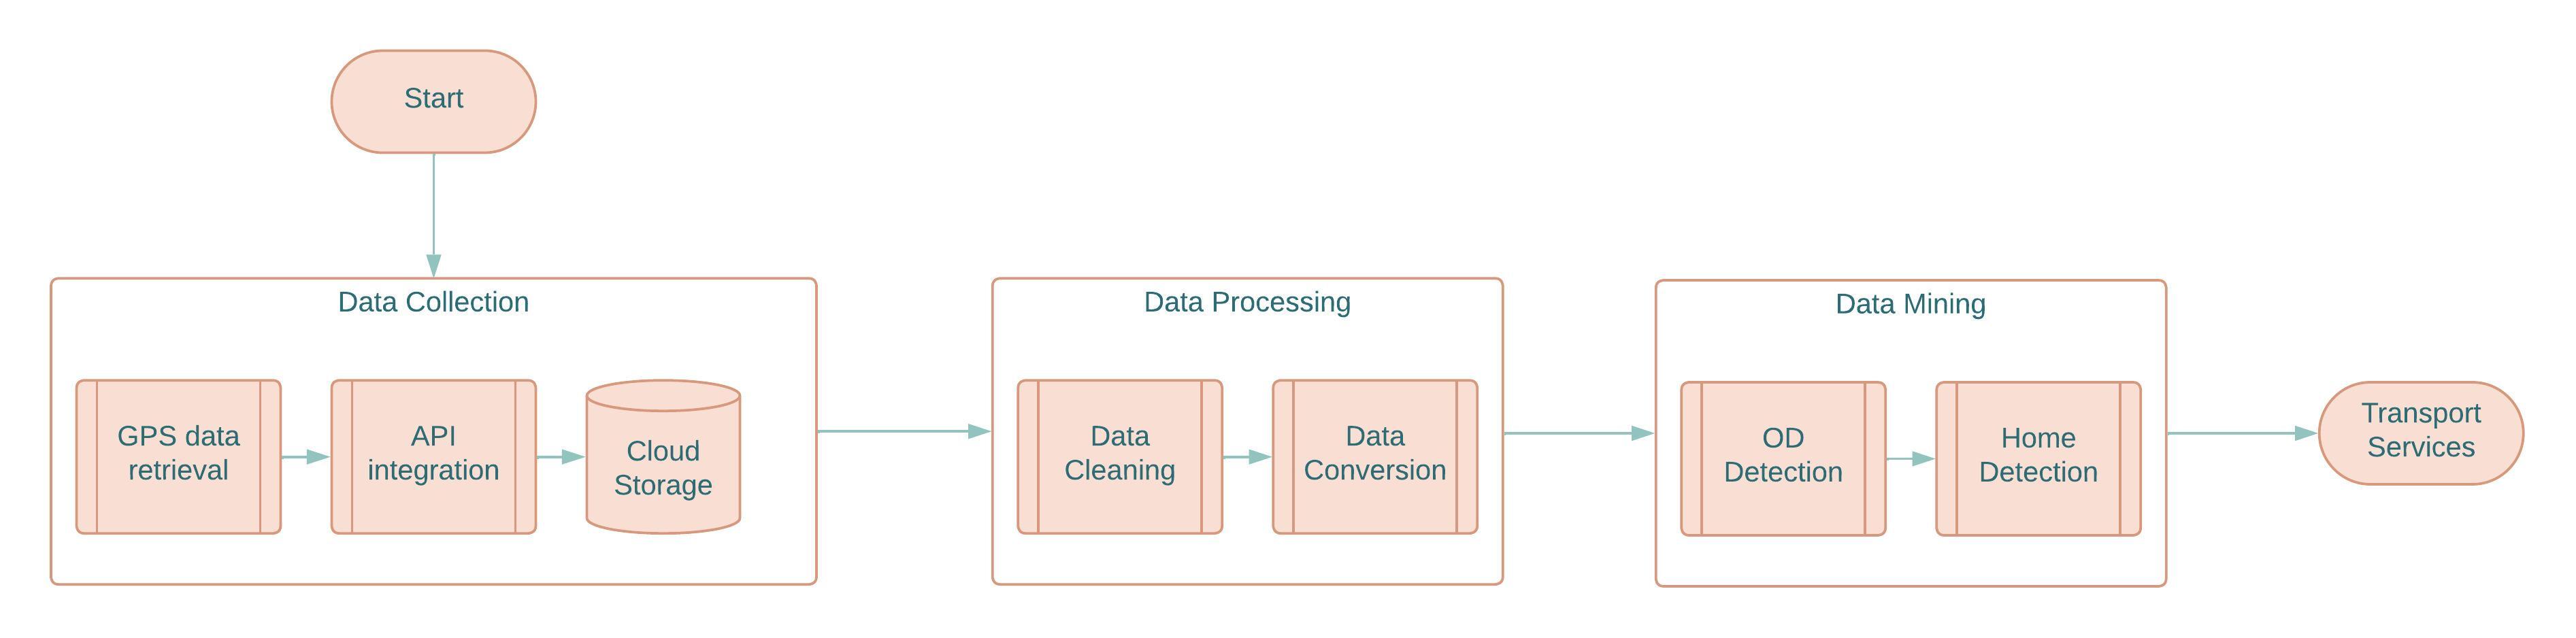 Start
Data Collection
GPS data
retrieval
API
integration
Cloud
Storage
Data Processing
Data
Cleaning
Data
Conversion
Data Mining
OD
Detection
Home
Detection
Transport
Services